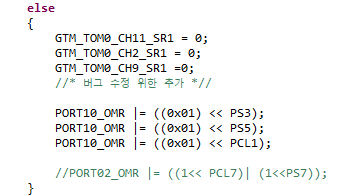 else
{
GTM_TOM0_CH11_SR1 = 0;
GTM_TOM0_CH2_SR1 = 0;
GTM_TOM0_CH9_SR1 =0;
//* 버그 수정 위한 추가 *//
PORT10_OMR |= ((0x01) << PS3);
PORT10_OMR |= ((0x01) << PS5);
PORT10_OMR |= ((0x01) << PCL1);
//PORT02_OMR |= ((1<< PCL7)| (1<<PS7));
}